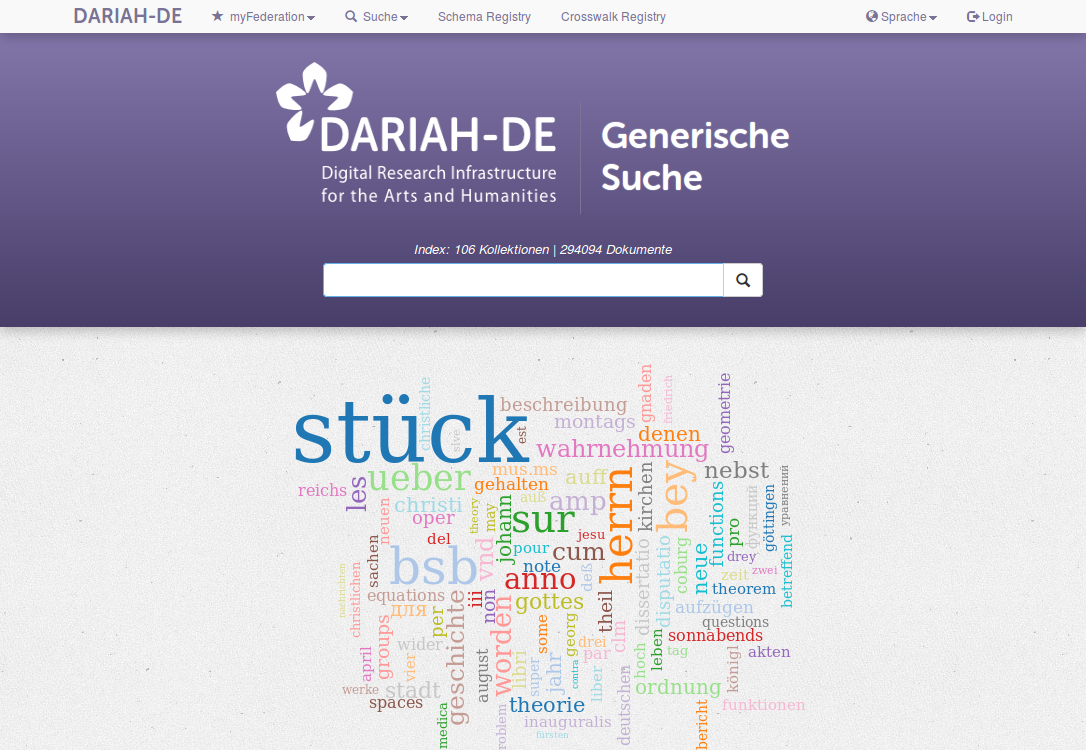 DARIAH-DE myFederation Suche Schema Registry Crosswalk Registry Sprache Login
DARIAH-DE
Digital Research Infrastructure
for the Arts and Humanities
Generische
Suche
Index: 106 Kollektionen | 294094 Dokumente
stück
christliche
sive
beschreibung
est
montags
gnaden
friedrich
geometrie
denen
wahrnehmung
nebst
ueber
mus.ms
gehalten
auff
reichs
les
christi
neuen
oper
theory
may
johann
auß
amp
sur
herrn
kirchen
bey
functions
pro
функций
göttingen
уравнений
del
jesu
pour
cum
note
anno
deß
vnd
bsb
sachen
christlichen
nachrichten
equations
для
per
iii
non
gottes
theil
dissertatio
disputatio
coburg
neue
drey
zwei
zeit
theorem
betreffend
aufzügen
questions
sonnabends
akten
groups
wider
geschichte
worden
some
georg
drei
par
clm
hoch
leben
tag
königl
april
vier
werke
stadt
spaces
august
libri
super
jahr
contra
liber
deutschen
ordnung
bericht
funktionen
medica
roblem
theorie
inauguralis
fürsten